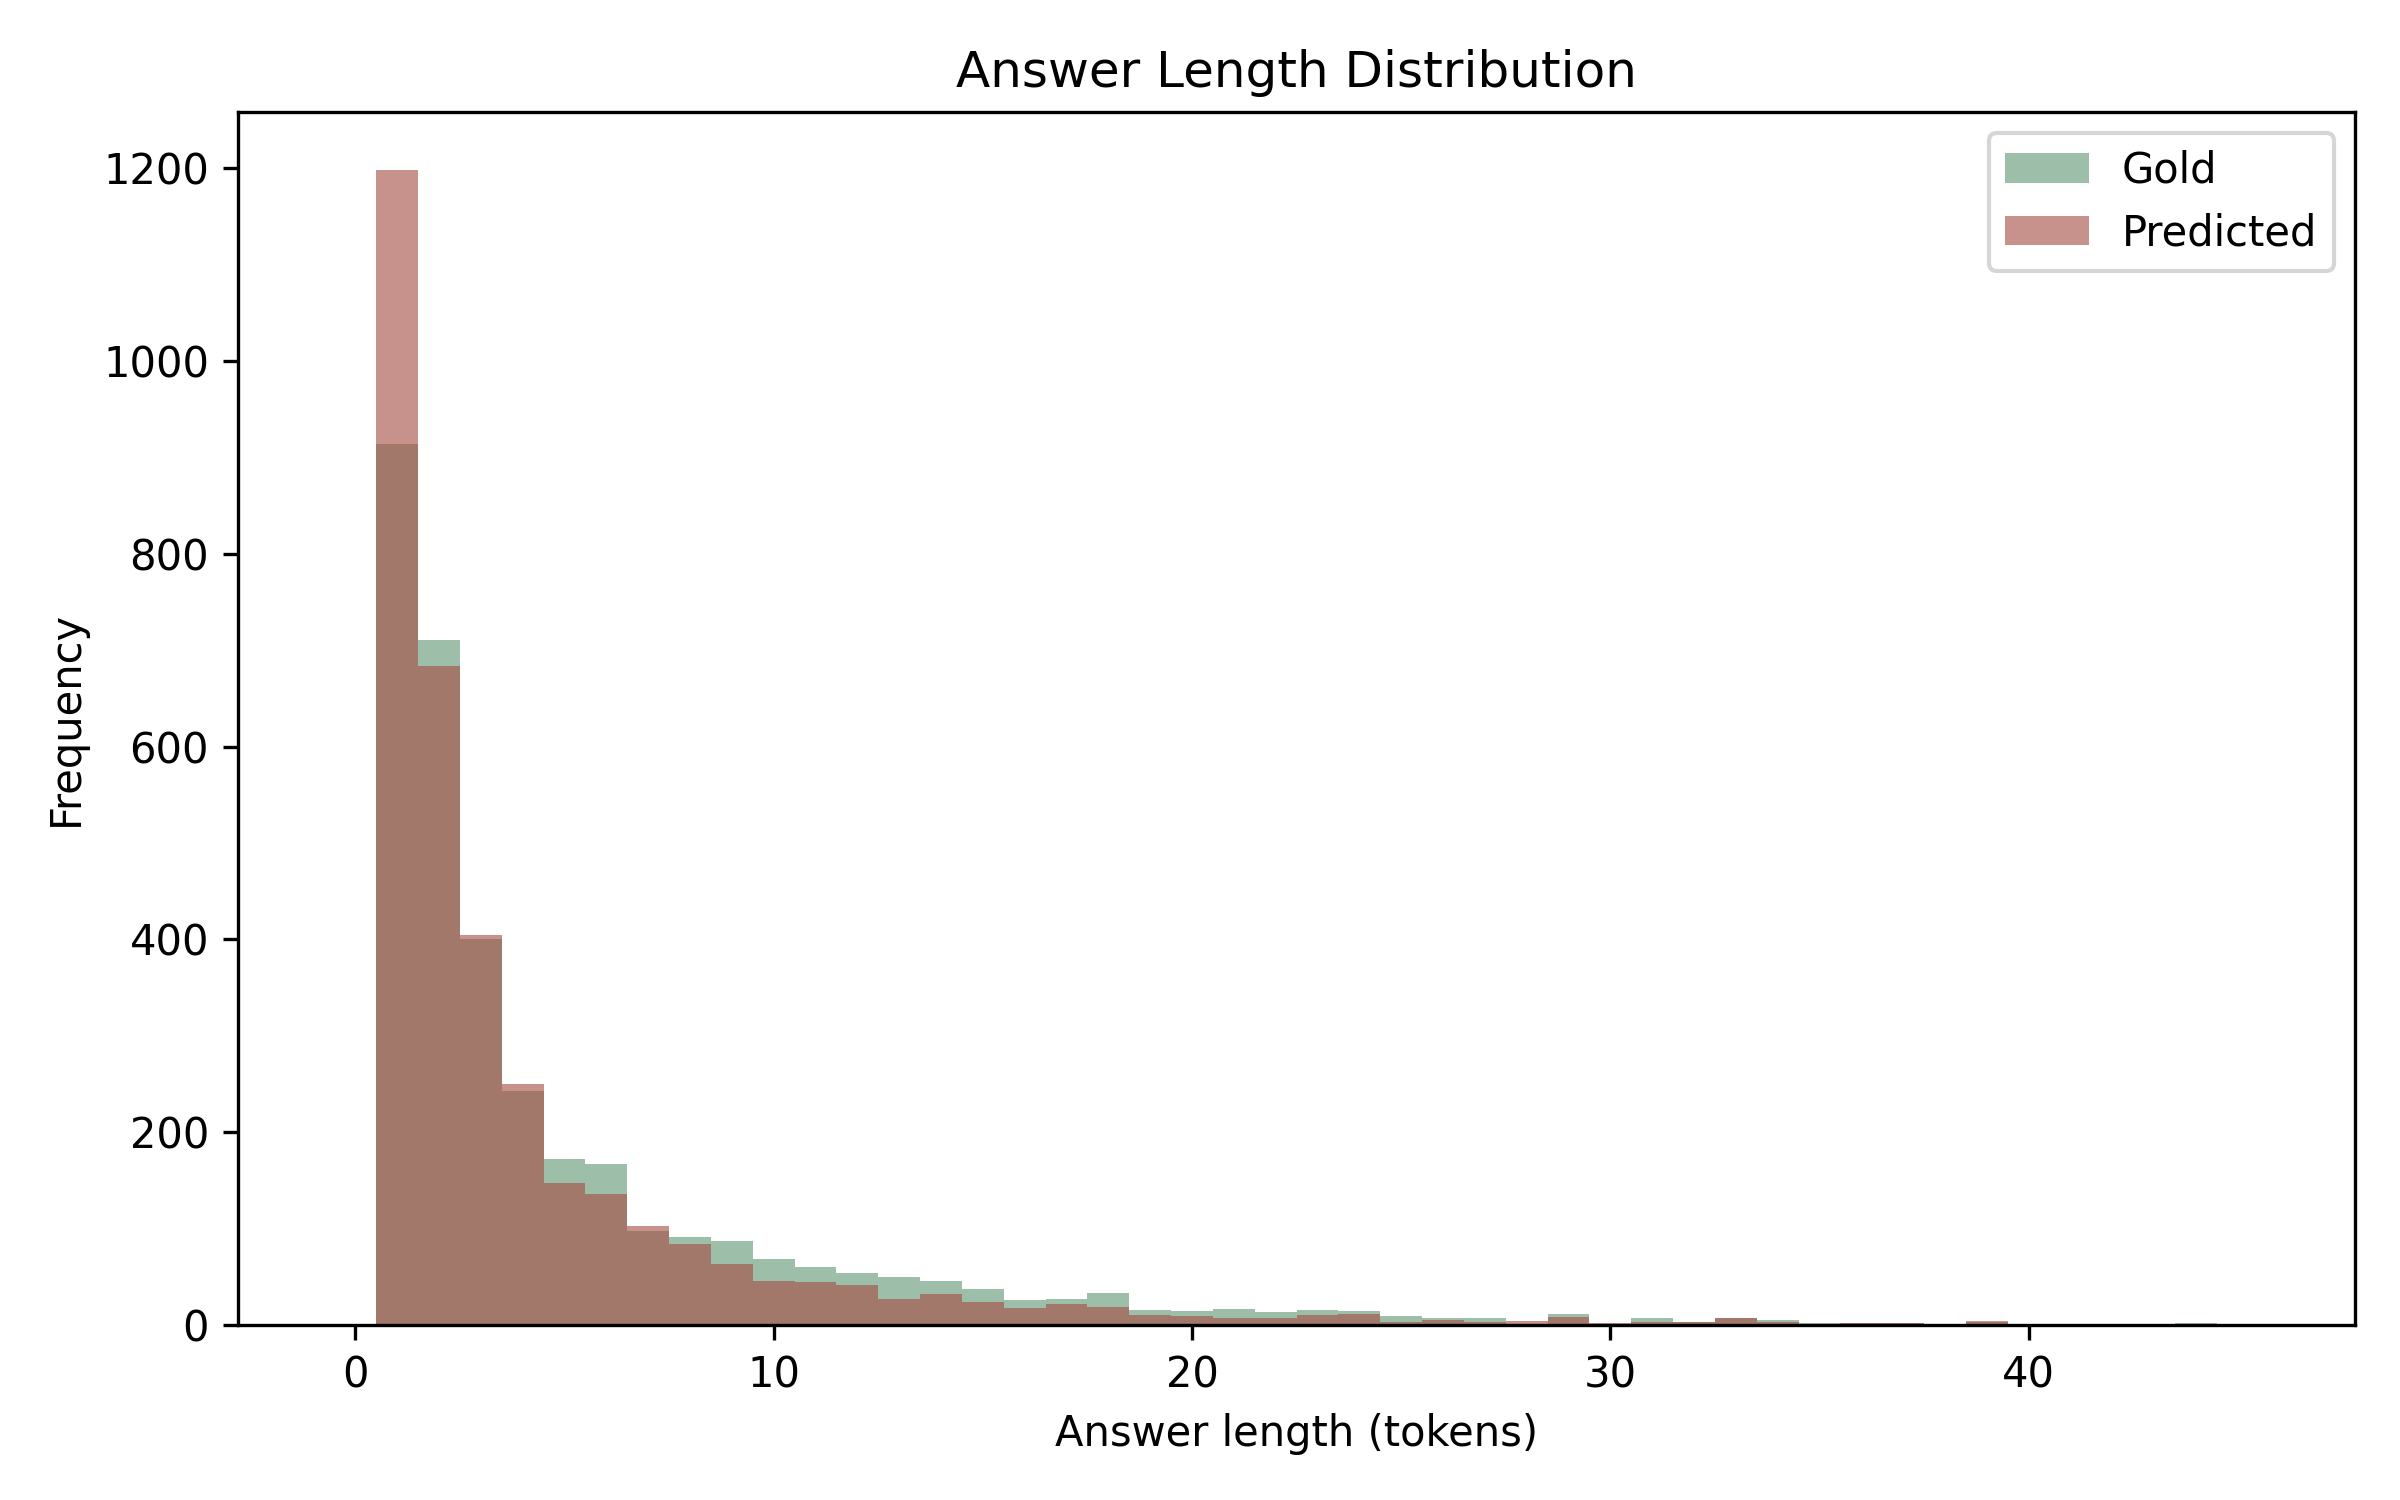 Answer Length Distribution
Gold
Predicted
Frequency
1200
1000
800
600
400
200
0
0 10 20 30 40
Answer length (tokens)